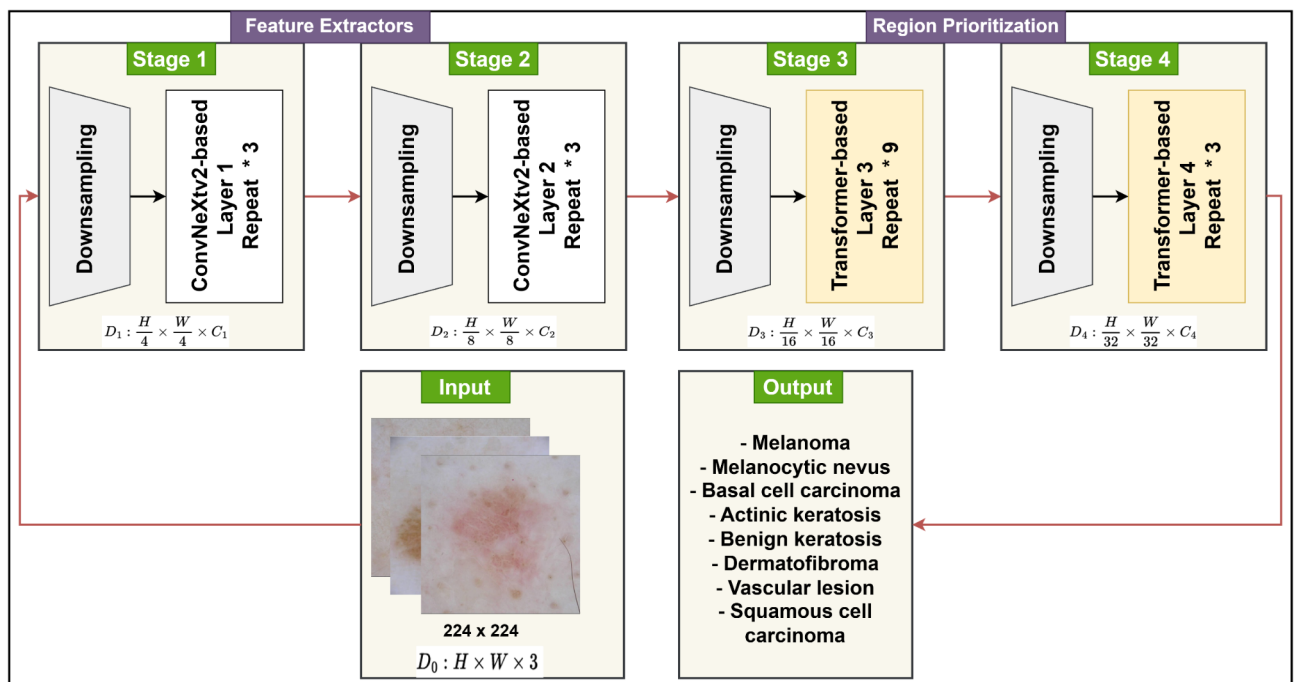 Feature Extractors
Region Prioritization
Stage 1
Downsampling
ConvNeXtv2-based
Layer 1
Repeat * 3
D₁ : H/4 × W/4 × C₁
Stage 2
Downsampling
ConvNeXtv2-based
Layer 2
Repeat * 3
D₂ : H/8 × W/8 × C₂
Stage 3
Downsampling
Transformer-based
Layer 3
Repeat * 9
D₃ : H/16 × W/16 × C₃
Stage 4
Downsampling
Transformer-based
Layer 4
Repeat * 3
D₄ : H/32 × W/32 × C₄
Input
224 x 224
D₀ : H × W × 3
Output
- Melanoma
- Melanocytic nevus
- Basal cell carcinoma
- Actinic keratosis
- Benign keratosis
- Dermatofibroma
- Vascular lesion
- Squamous cell
carcinoma